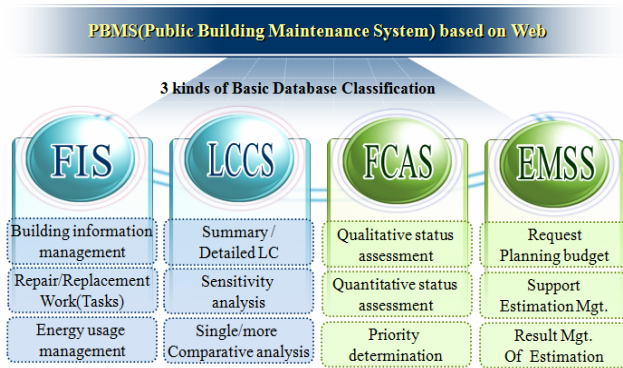 PBMS(Public Building Maintenance System) based on Web
3 kinds of Basic Database Classification
FIS
LCCS
FCAS
EMSS
Building information
management
Repair/Replacement
Work(Tasks)
Energy usage
management
Summary /
Detailed LC
Sensitivity
analysis
Single/more
Comparative analysis
Qualitative status
assessment
Quantitative status
assessment
Priority
determination
Request
Planning budget
Support
Estimation Mgt.
Result Mgt.
Of Estimation